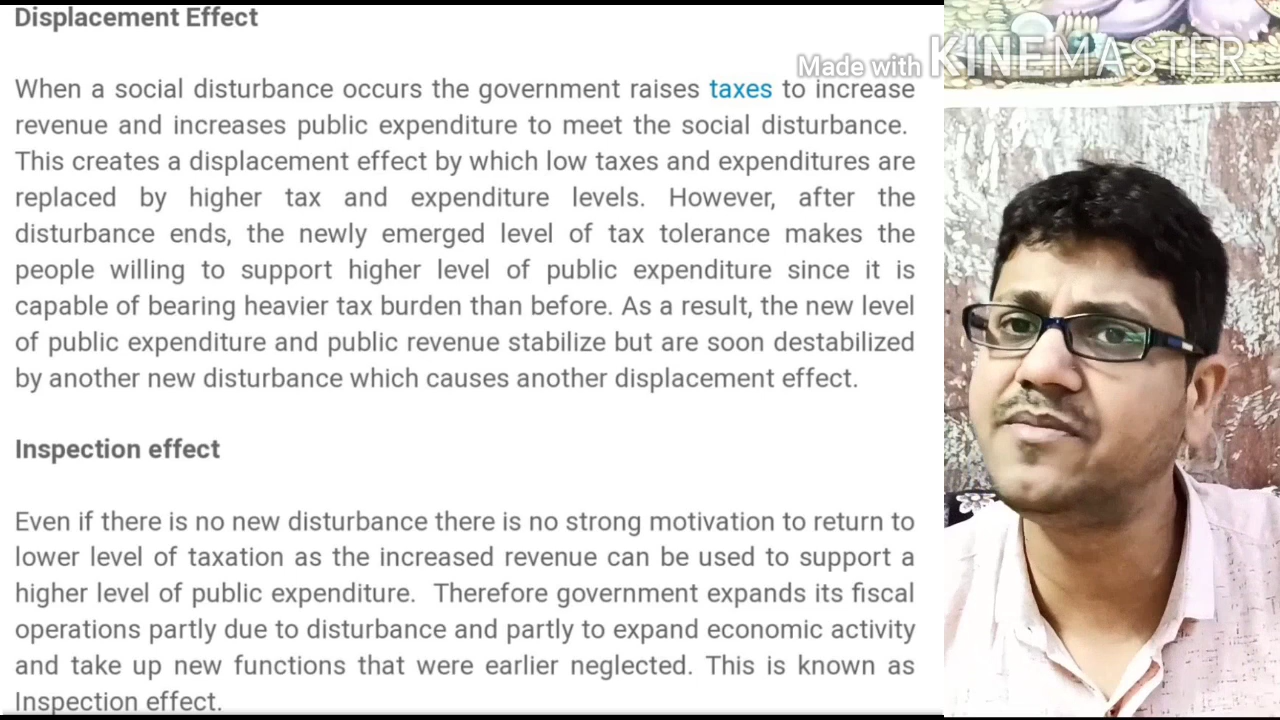 Displacement Effect
Made with KINEMASTER
When a social disturbance occurs the government raises taxes to increase
revenue and increases public expenditure to meet the social disturbance.
This creates a displacement effect by which low taxes and expenditures are
replaced by higher tax and expenditure levels. However, after the
disturbance ends, the newly emerged level of tax tolerance makes the
people willing to support higher level of public expenditure since it is
capable of bearing heavier tax burden than before. As a result, the new level
of public expenditure and public revenue stabilize but are soon destabilized
by another new disturbance which causes another displacement effect.
Inspection effect
Even if there is no new disturbance there is no strong motivation to return to
lower level of taxation as the increased revenue can be used to support a
higher level of public expenditure. Therefore government expands its fiscal
operations partly due to disturbance and partly to expand economic activity
and take up new functions that were earlier neglected. This is known as
Inspection effect.